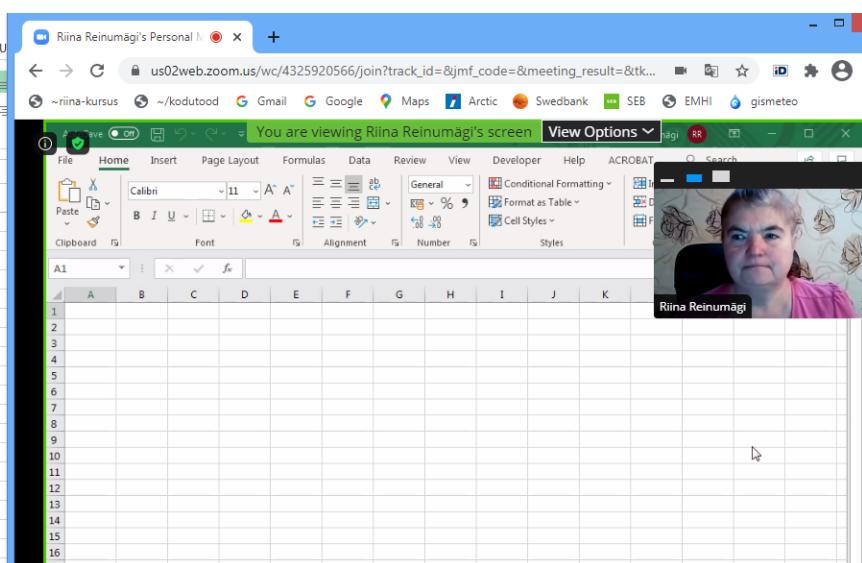 Riina Reinumägi's Personal M
us02web.zoom.us/wc/4325920566/join?track_id=&jmf_code=&meeting_result=&tk...
~riina-kursus ~/kodutood Gmail Google Maps Arctic Swedbank SEB EMHI gismeteo
You are viewing Riina Reinumägi's screen View Options
ave Off mägi RR
File Home Insert Page Layout Formulas Data Review View Developer Help ACROBAT Search
Paste Calibri 11 General Conditional Formatting
B I U % Format as Table
Cell Styles
Clipboard Font Alignment Number Styles
A1 fx
A B C D E F G H I J K
Riina Reinumägi
1
2
3
4
5
6
7
8
9
10
11
12
13
14
15
16